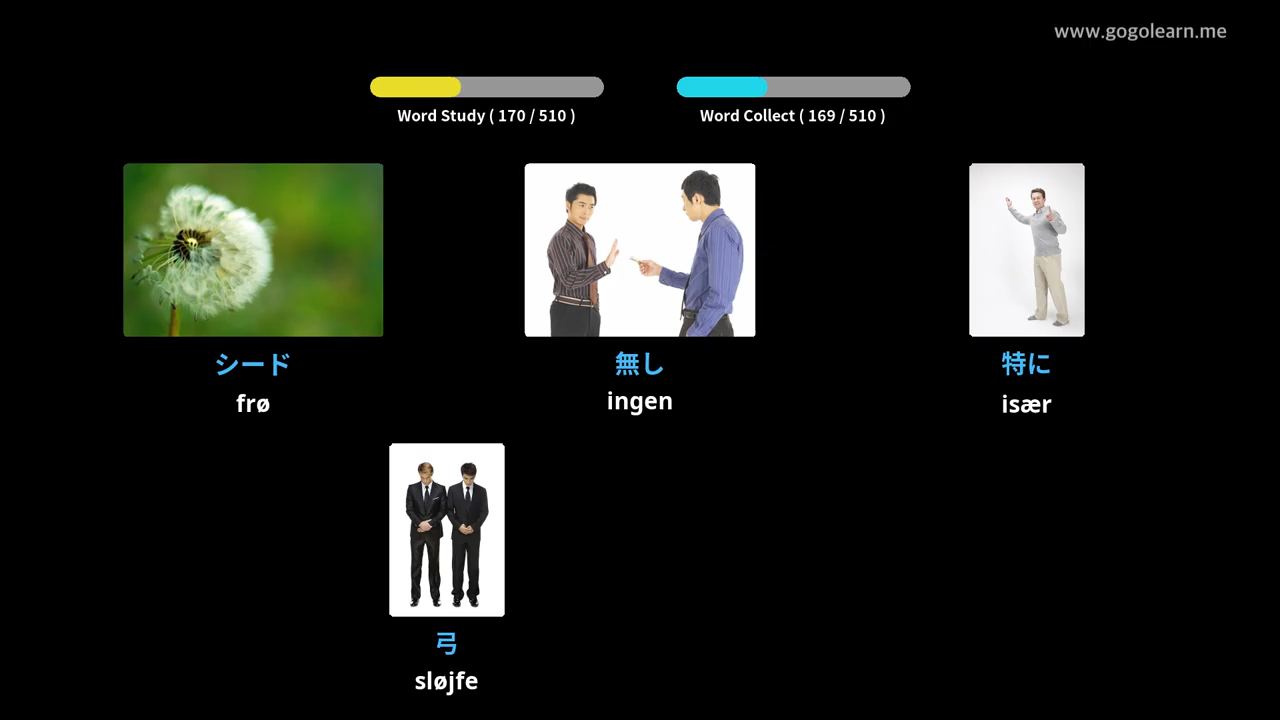 www.gogolearn.me
Word Study ( 170 / 510 )
Word Collect ( 169 / 510 )
シード
frø
無し
ingen
特に
især
弓
sløjfe